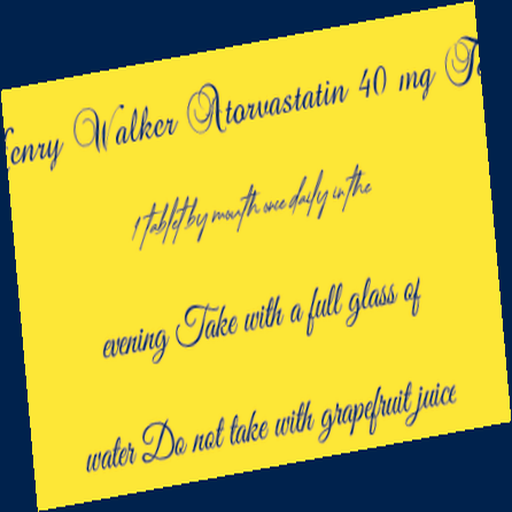 Walker Atorvastatin 40 mg
1 tablet by mouth once daily in the
evening Take with a full glass of
water Do not take with grapefruit juice